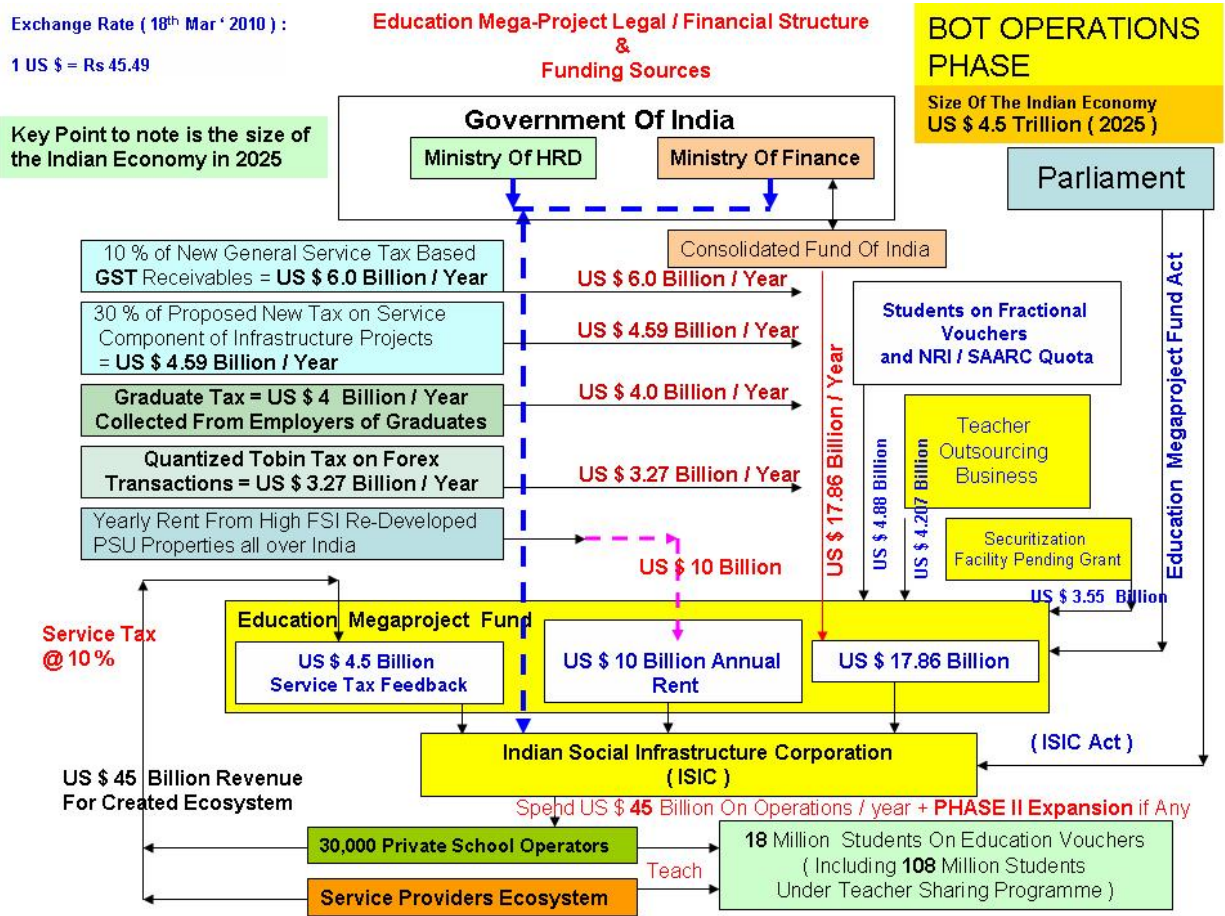 Exchange Rate ( 18th Mar ‘ 2010 ) :
1 US $ = Rs 45.49
Education Mega-Project Legal / Financial Structure
&
Funding Sources
BOT OPERATIONS
PHASE
Size Of The Indian Economy
US $ 4.5 Trillion ( 2025 )
Key Point to note is the size of
the Indian Economy in 2025
Government Of India
Ministry Of HRD
Ministry Of Finance
Parliament
Consolidated Fund Of India
10 % of New General Service Tax Based
GST Receivables = US $ 6.0 Billion / Year
US $ 6.0 Billion / Year
30 % of Proposed New Tax on Service
Component of Infrastructure Projects
= US $ 4.59 Billion / Year
US $ 4.59 Billion / Year
Graduate Tax = US $ 4 Billion / Year
Collected From Employers of Graduates
US $ 4.0 Billion / Year
Quantized Tobin Tax on Forex
Transactions = US $ 3.27 Billion / Year
US $ 3.27 Billion / Year
Yearly Rent From High FSI Re-Developed
PSU Properties all over India
US $ 10 Billion
US $ 17.86 Billion / Year
Students on Fractional
Vouchers
and NRI / SAARC Quota
US $ 4.88 Billion
US $ 4.207 Billion
Teacher
Outsourcing
Business
Securitization
Facility Pending Grant
US $ 3.55 Billion
Education Megaproject Fund Act
Education Megaproject Fund
Service Tax
@ 10 %
US $ 4.5 Billion
Service Tax Feedback
US $ 10 Billion Annual
Rent
US $ 17.86 Billion
Indian Social Infrastructure Corporation
( ISIC )
( ISIC Act )
US $ 45 Billion Revenue
For Created Ecosystem
Spend US $ 45 Billion On Operations / year + PHASE II Expansion if Any
30,000 Private School Operators
Service Providers Ecosystem
Teach
18 Million Students On Education Vouchers
( Including 108 Million Students
Under Teacher Sharing Programme )